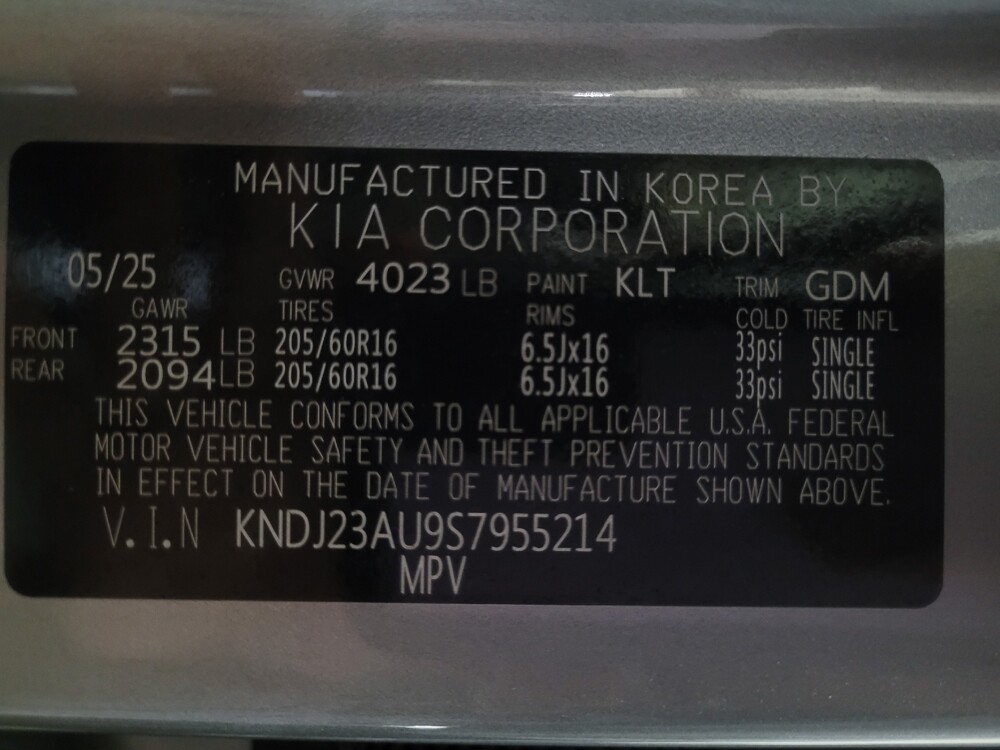 MANUFACTURED IN KOREA BY
KIA CORPORATION
05/25 GVWR 4023 LB PAINT KLT TRIM GDM
GAWR TIRES RIMS COLD TIRE INFL
FRONT 2315 LB 205/60R16 6.5Jx16 33psi SINGLE
REAR 2094 LB 205/60R16 6.5Jx16 33psi SINGLE
THIS VEHICLE CONFORMS TO ALL APPLICABLE U.S.A. FEDERAL
MOTOR VEHICLE SAFETY AND THEFT PREVENTION STANDARDS
IN EFFECT ON THE DATE OF MANUFACTURE SHOWN ABOVE.
V.I.N KNDJ23AU9S7955214
MPV